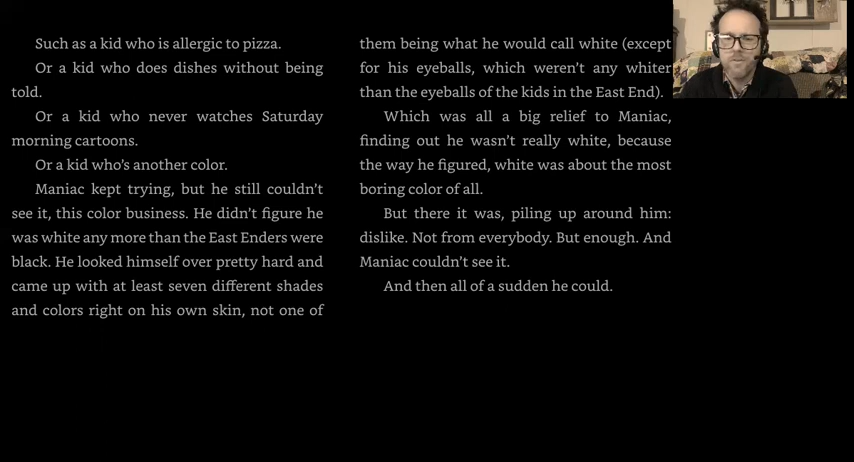 Such as a kid who is allergic to pizza.
Or a kid who does dishes without being
told.
Or a kid who never watches Saturday
morning cartoons.
Or a kid who’s another color.
Maniac kept trying, but he still couldn’t
see it, this color business. He didn’t figure he
was white any more than the East Enders were
black. He looked himself over pretty hard and
came up with at least seven different shades
and colors right on his own skin, not one of
them being what he would call white (except
for his eyeballs, which weren’t any whiter
than the eyeballs of the kids in the East End).
Which was all a big relief to Maniac,
finding out he wasn’t really white, because
the way he figured, white was about the most
boring color of all.
But there it was, piling up around him:
dislike. Not from everybody. But enough. And
Maniac couldn’t see it.
And then all of a sudden he could.